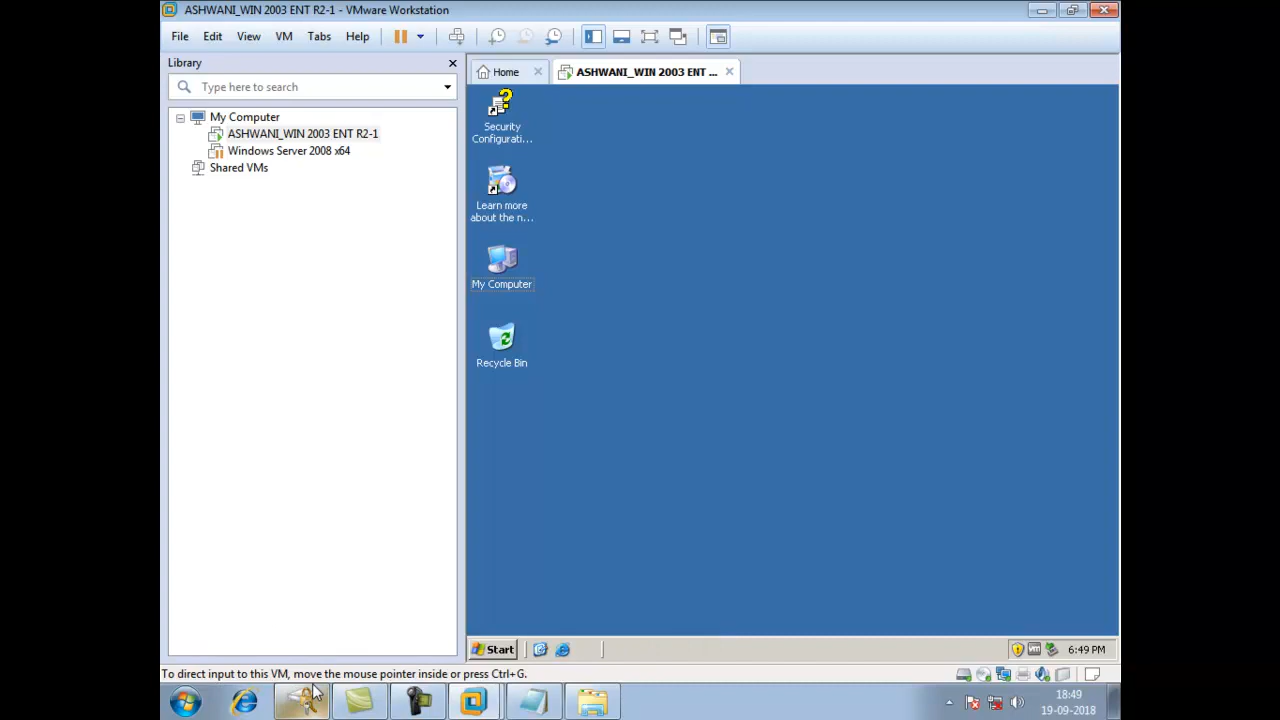 ASHWANI_WIN 2003 ENT R2-1 - VMware Workstation
File Edit View VM Tabs Help
Library
Type here to search
My Computer
ASHWANI_WIN 2003 ENT R2-1
Windows Server 2008 x64
Shared VMs
Home
ASHWANI_WIN 2003 ENT ...
Security
Configurati...
Learn more
about the n...
My Computer
Recycle Bin
Start
6:49 PM
To direct input to this VM, move the mouse pointer inside or press Ctrl+G.
18:49
19-09-2018